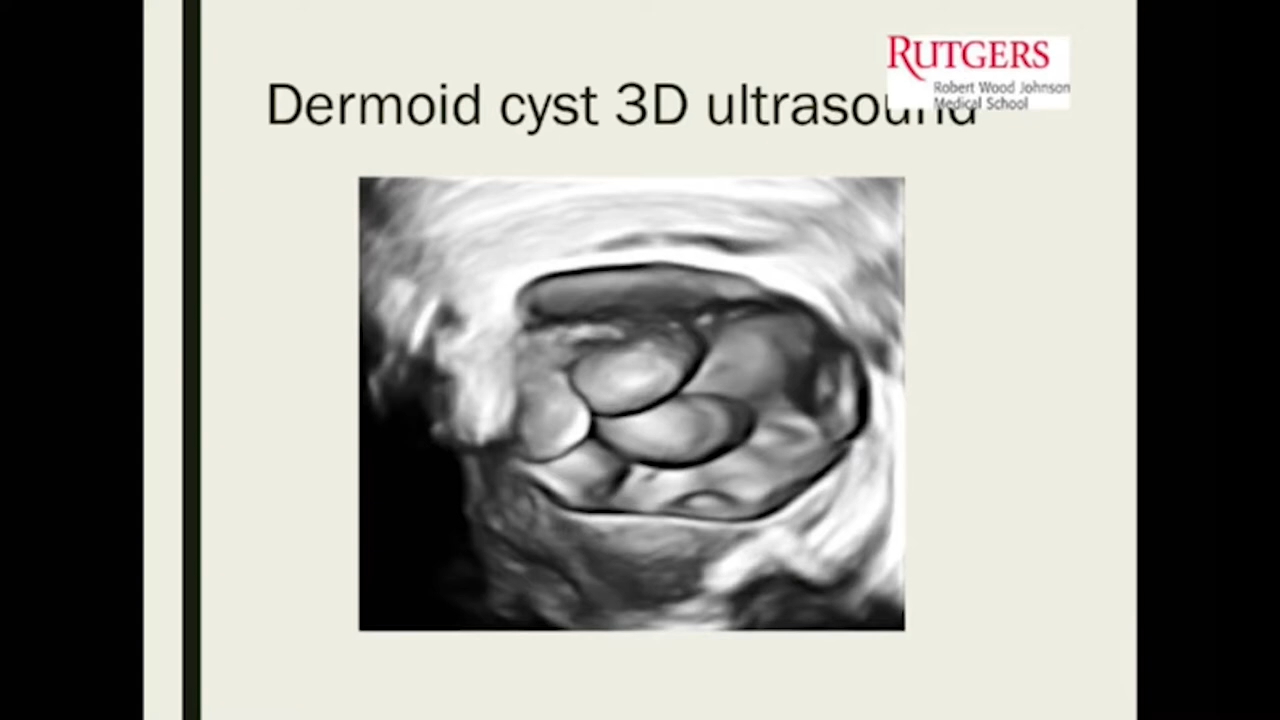 RUTGERS
Robert Wood Johnson
Medical School
Dermoid cyst 3D ultrasound